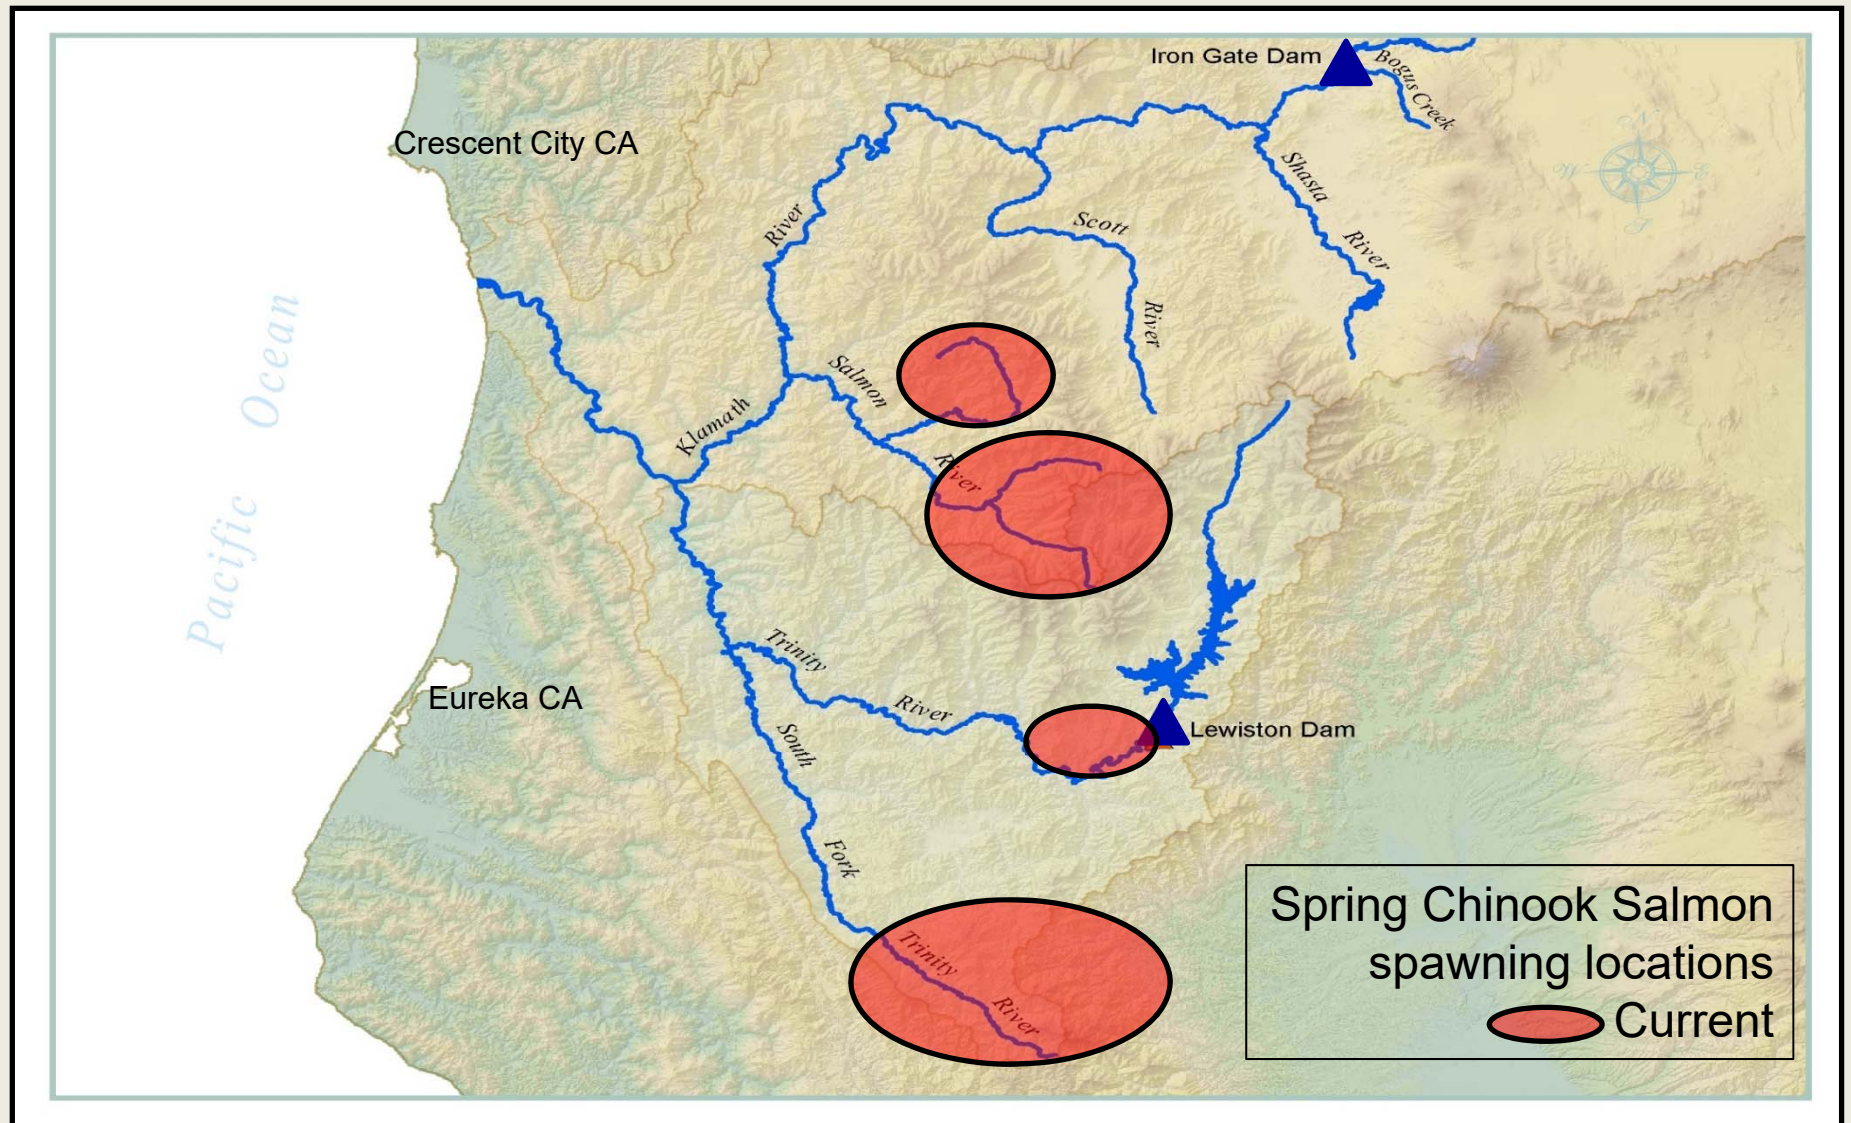 Iron Gate Dam
Bogus Creek
Crescent City CA
N
W
E
S
Shasta
River
Scott
River
River
Salmon
River
Klamath
Pacific Ocean
Trinity
River
Eureka CA
South
Fork
Trinity
River
Lewiston Dam
Spring Chinook Salmon
spawning locations
Current